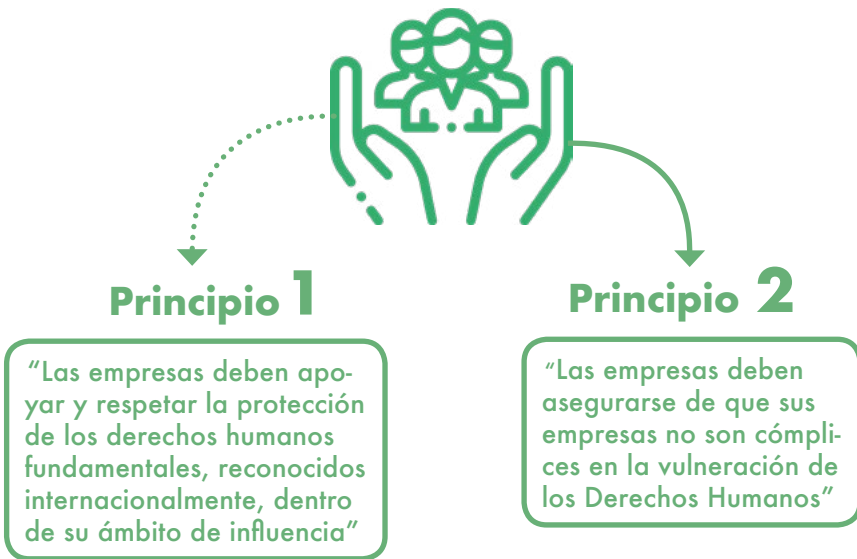 Principio 1
“Las empresas deben apo-
yar y respetar la protección
de los derechos humanos
fundamentales, reconocidos
internacionalmente, dentro
de su ámbito de influencia”
Principio 2
“Las empresas deben
asegurarse de que sus
empresas no son cómpli-
ces en la vulneración de
los Derechos Humanos”